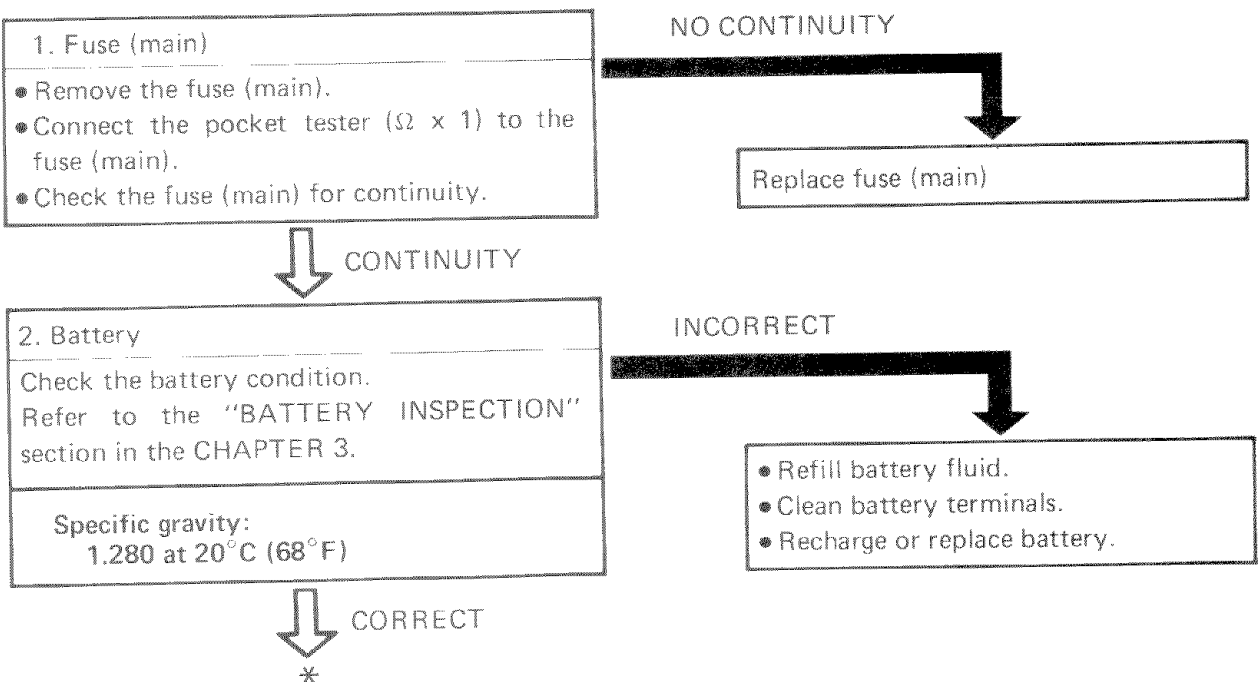 1. Fuse (main)
NO CONTINUITY
• Remove the fuse (main).
• Connect the pocket tester (Ω x 1) to the
fuse (main).
• Check the fuse (main) for continuity.
Replace fuse (main)
CONTINUITY
2. Battery
INCORRECT
Check the battery condition.
Refer to the "BATTERY INSPECTION"
section in the CHAPTER 3.
Specific gravity:
1.280 at 20°C (68°F)
• Refill battery fluid.
• Clean battery terminals.
• Recharge or replace battery.
CORRECT
*